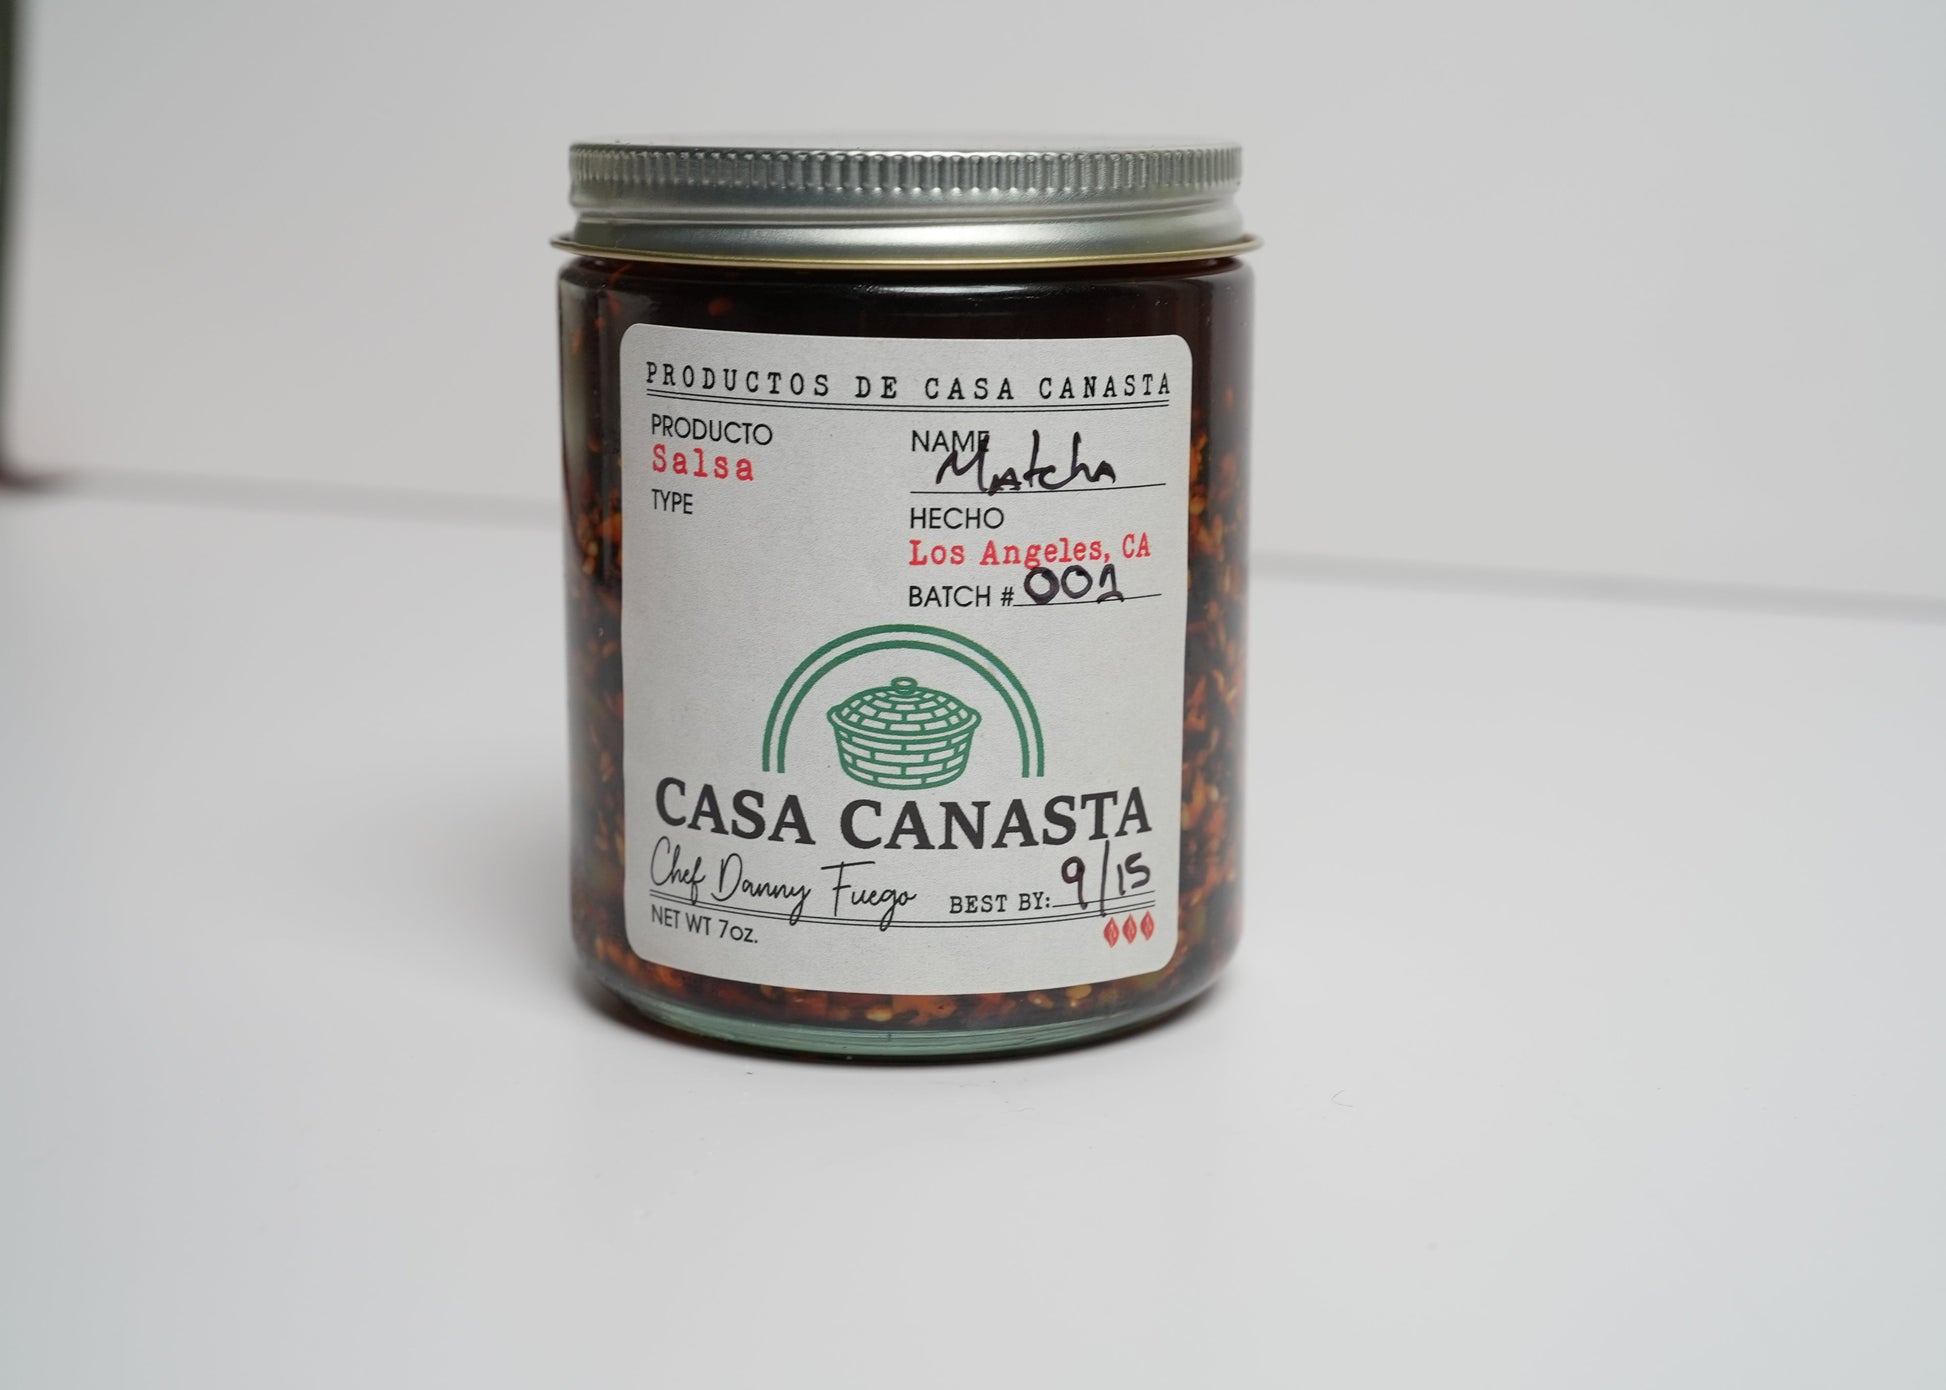 PRODUCTOS DE CASA CANASTA
PRODUCTO
Salsa
TYPE
NAME Matcha
HECHO
Los Angeles, CA
BATCH # 001
CASA CANASTA
Chef Danny Fuego
BEST BY: 9/15
NET WT 7oz.